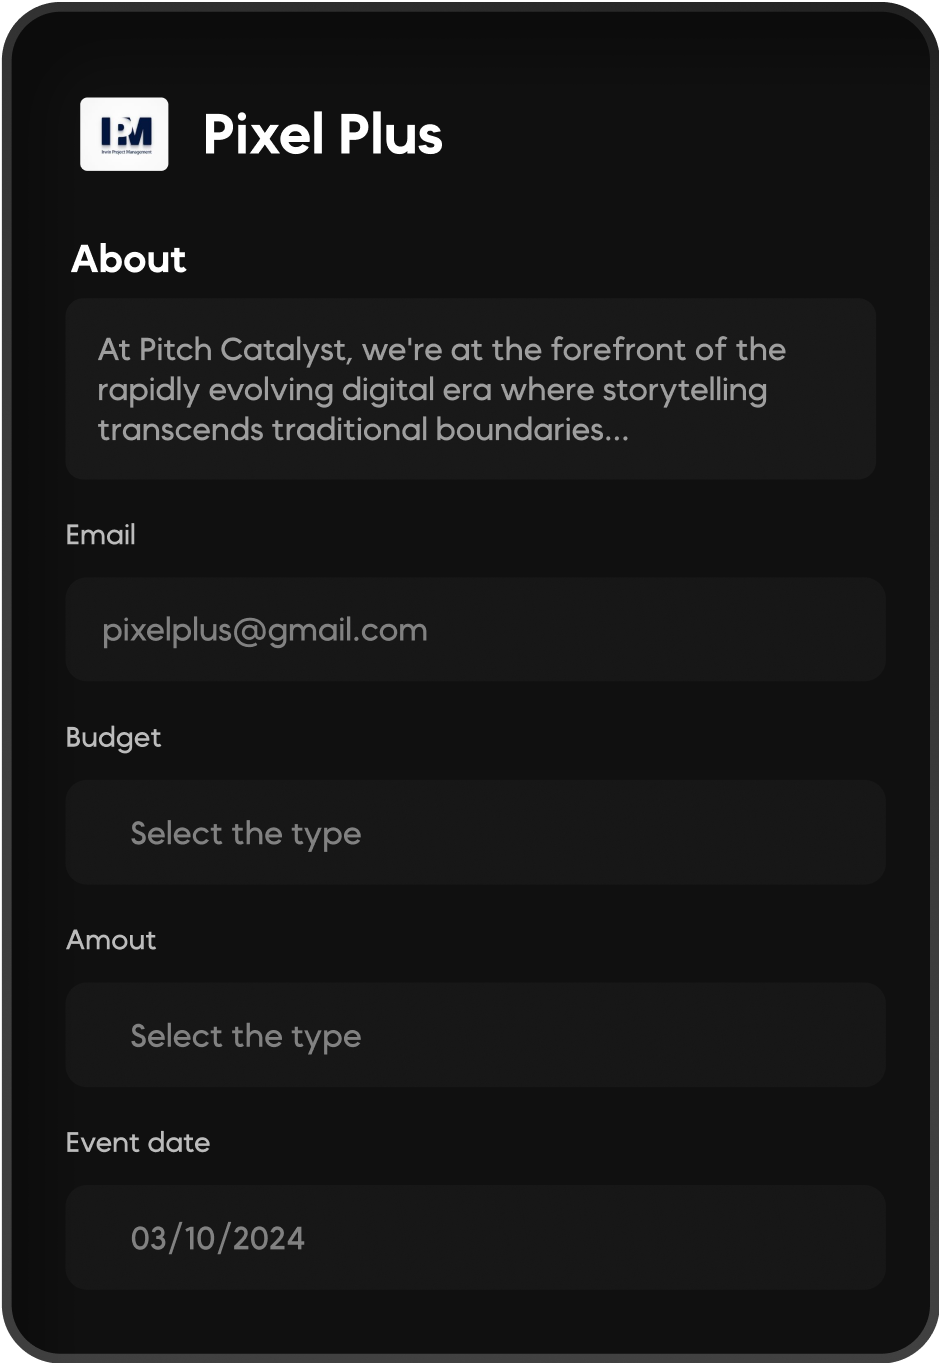 IPM
Irwin Project Management
Pixel Plus
About
At Pitch Catalyst, we're at the forefront of the
rapidly evolving digital era where storytelling
transcends traditional boundaries...
Email
pixelplus@gmail.com
Budget
Select the type
Amout
Select the type
Event date
03/10/2024